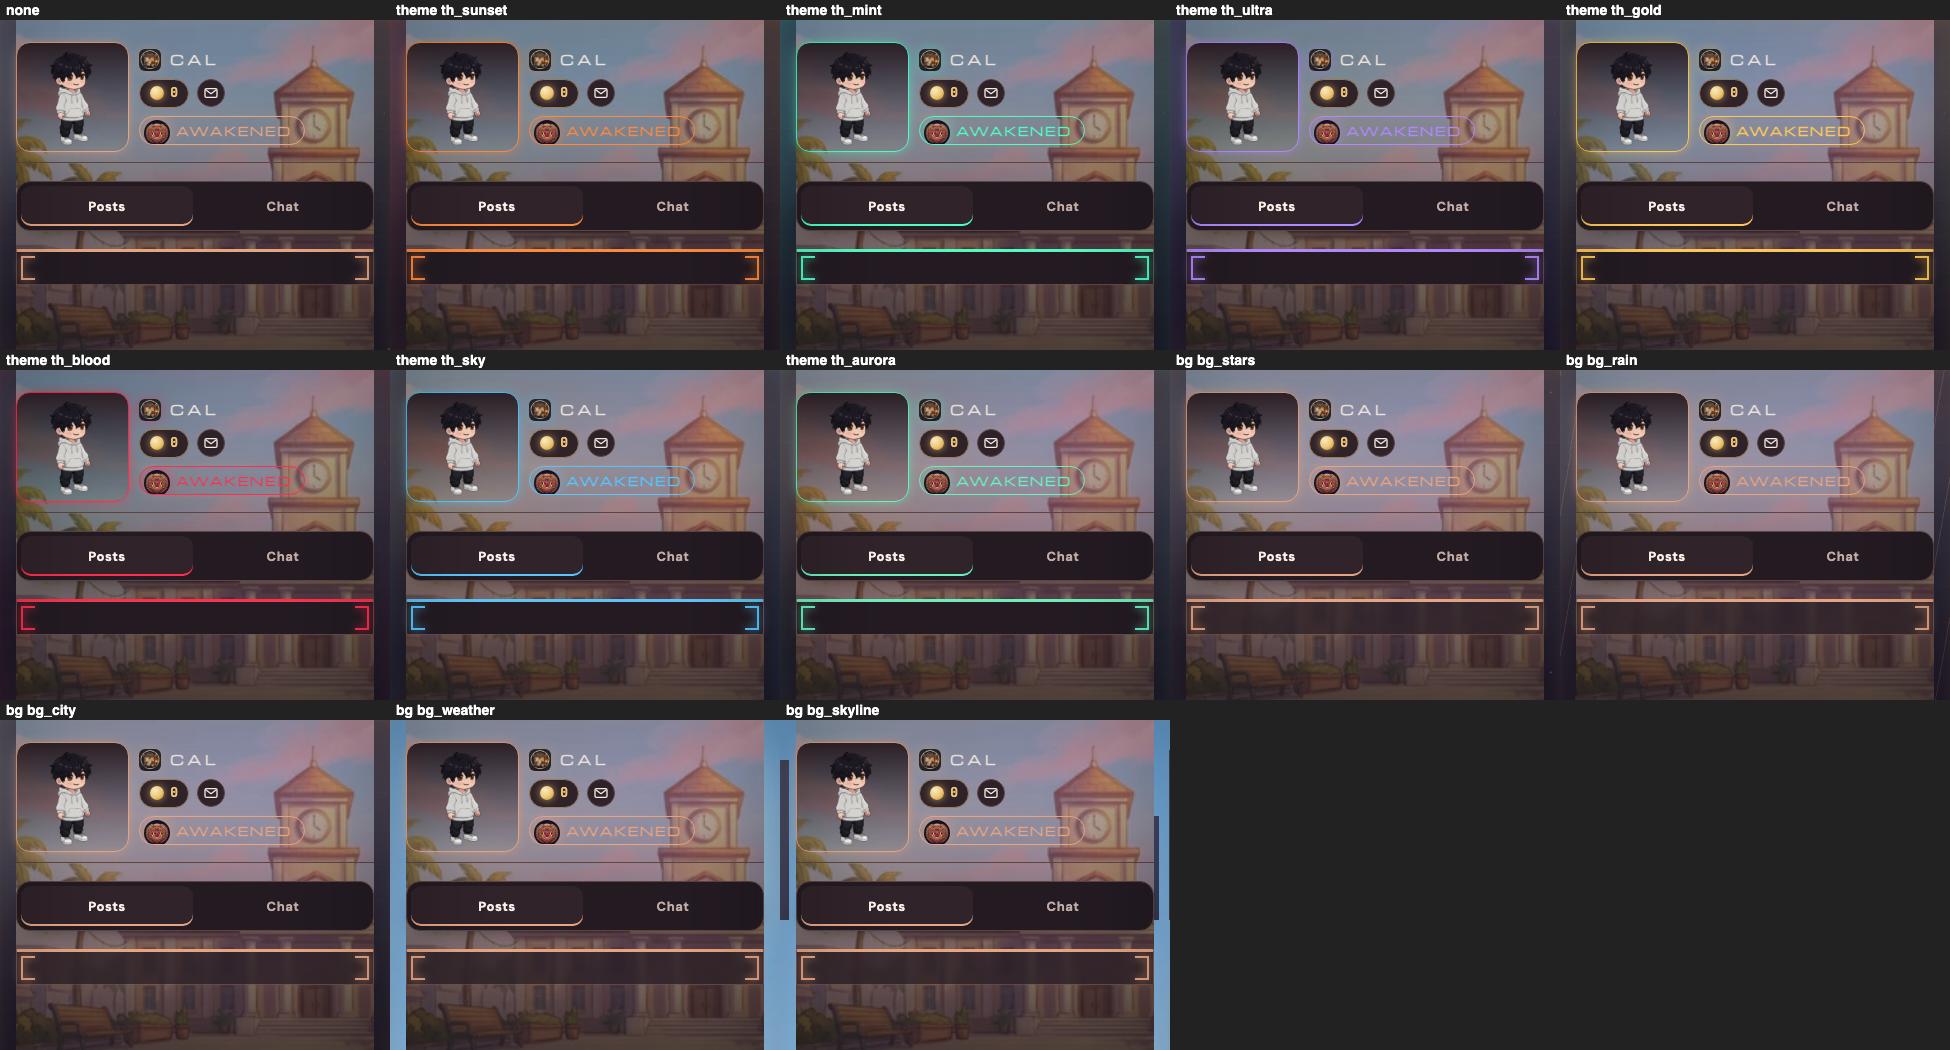 none
theme th_sunset
theme th_mint
theme th_ultra
theme th_gold
CAL
CAL
CAL
CAL
CAL
0
0
0
0
0
AWAKENED
AWAKENED
AWAKENED
AWAKENED
AWAKENED
Posts Chat
Posts Chat
Posts Chat
Posts Chat
Posts Chat
theme th_blood
theme th_sky
theme th_aurora
bg bg_stars
bg bg_rain
CAL
CAL
CAL
CAL
CAL
0
0
0
0
0
AWAKENED
AWAKENED
AWAKENED
AWAKENED
AWAKENED
Posts Chat
Posts Chat
Posts Chat
Posts Chat
Posts Chat
bg bg_city
bg bg_weather
bg bg_skyline
CAL
CAL
CAL
0
0
0
AWAKENED
AWAKENED
AWAKENED
Posts Chat
Posts Chat
Posts Chat